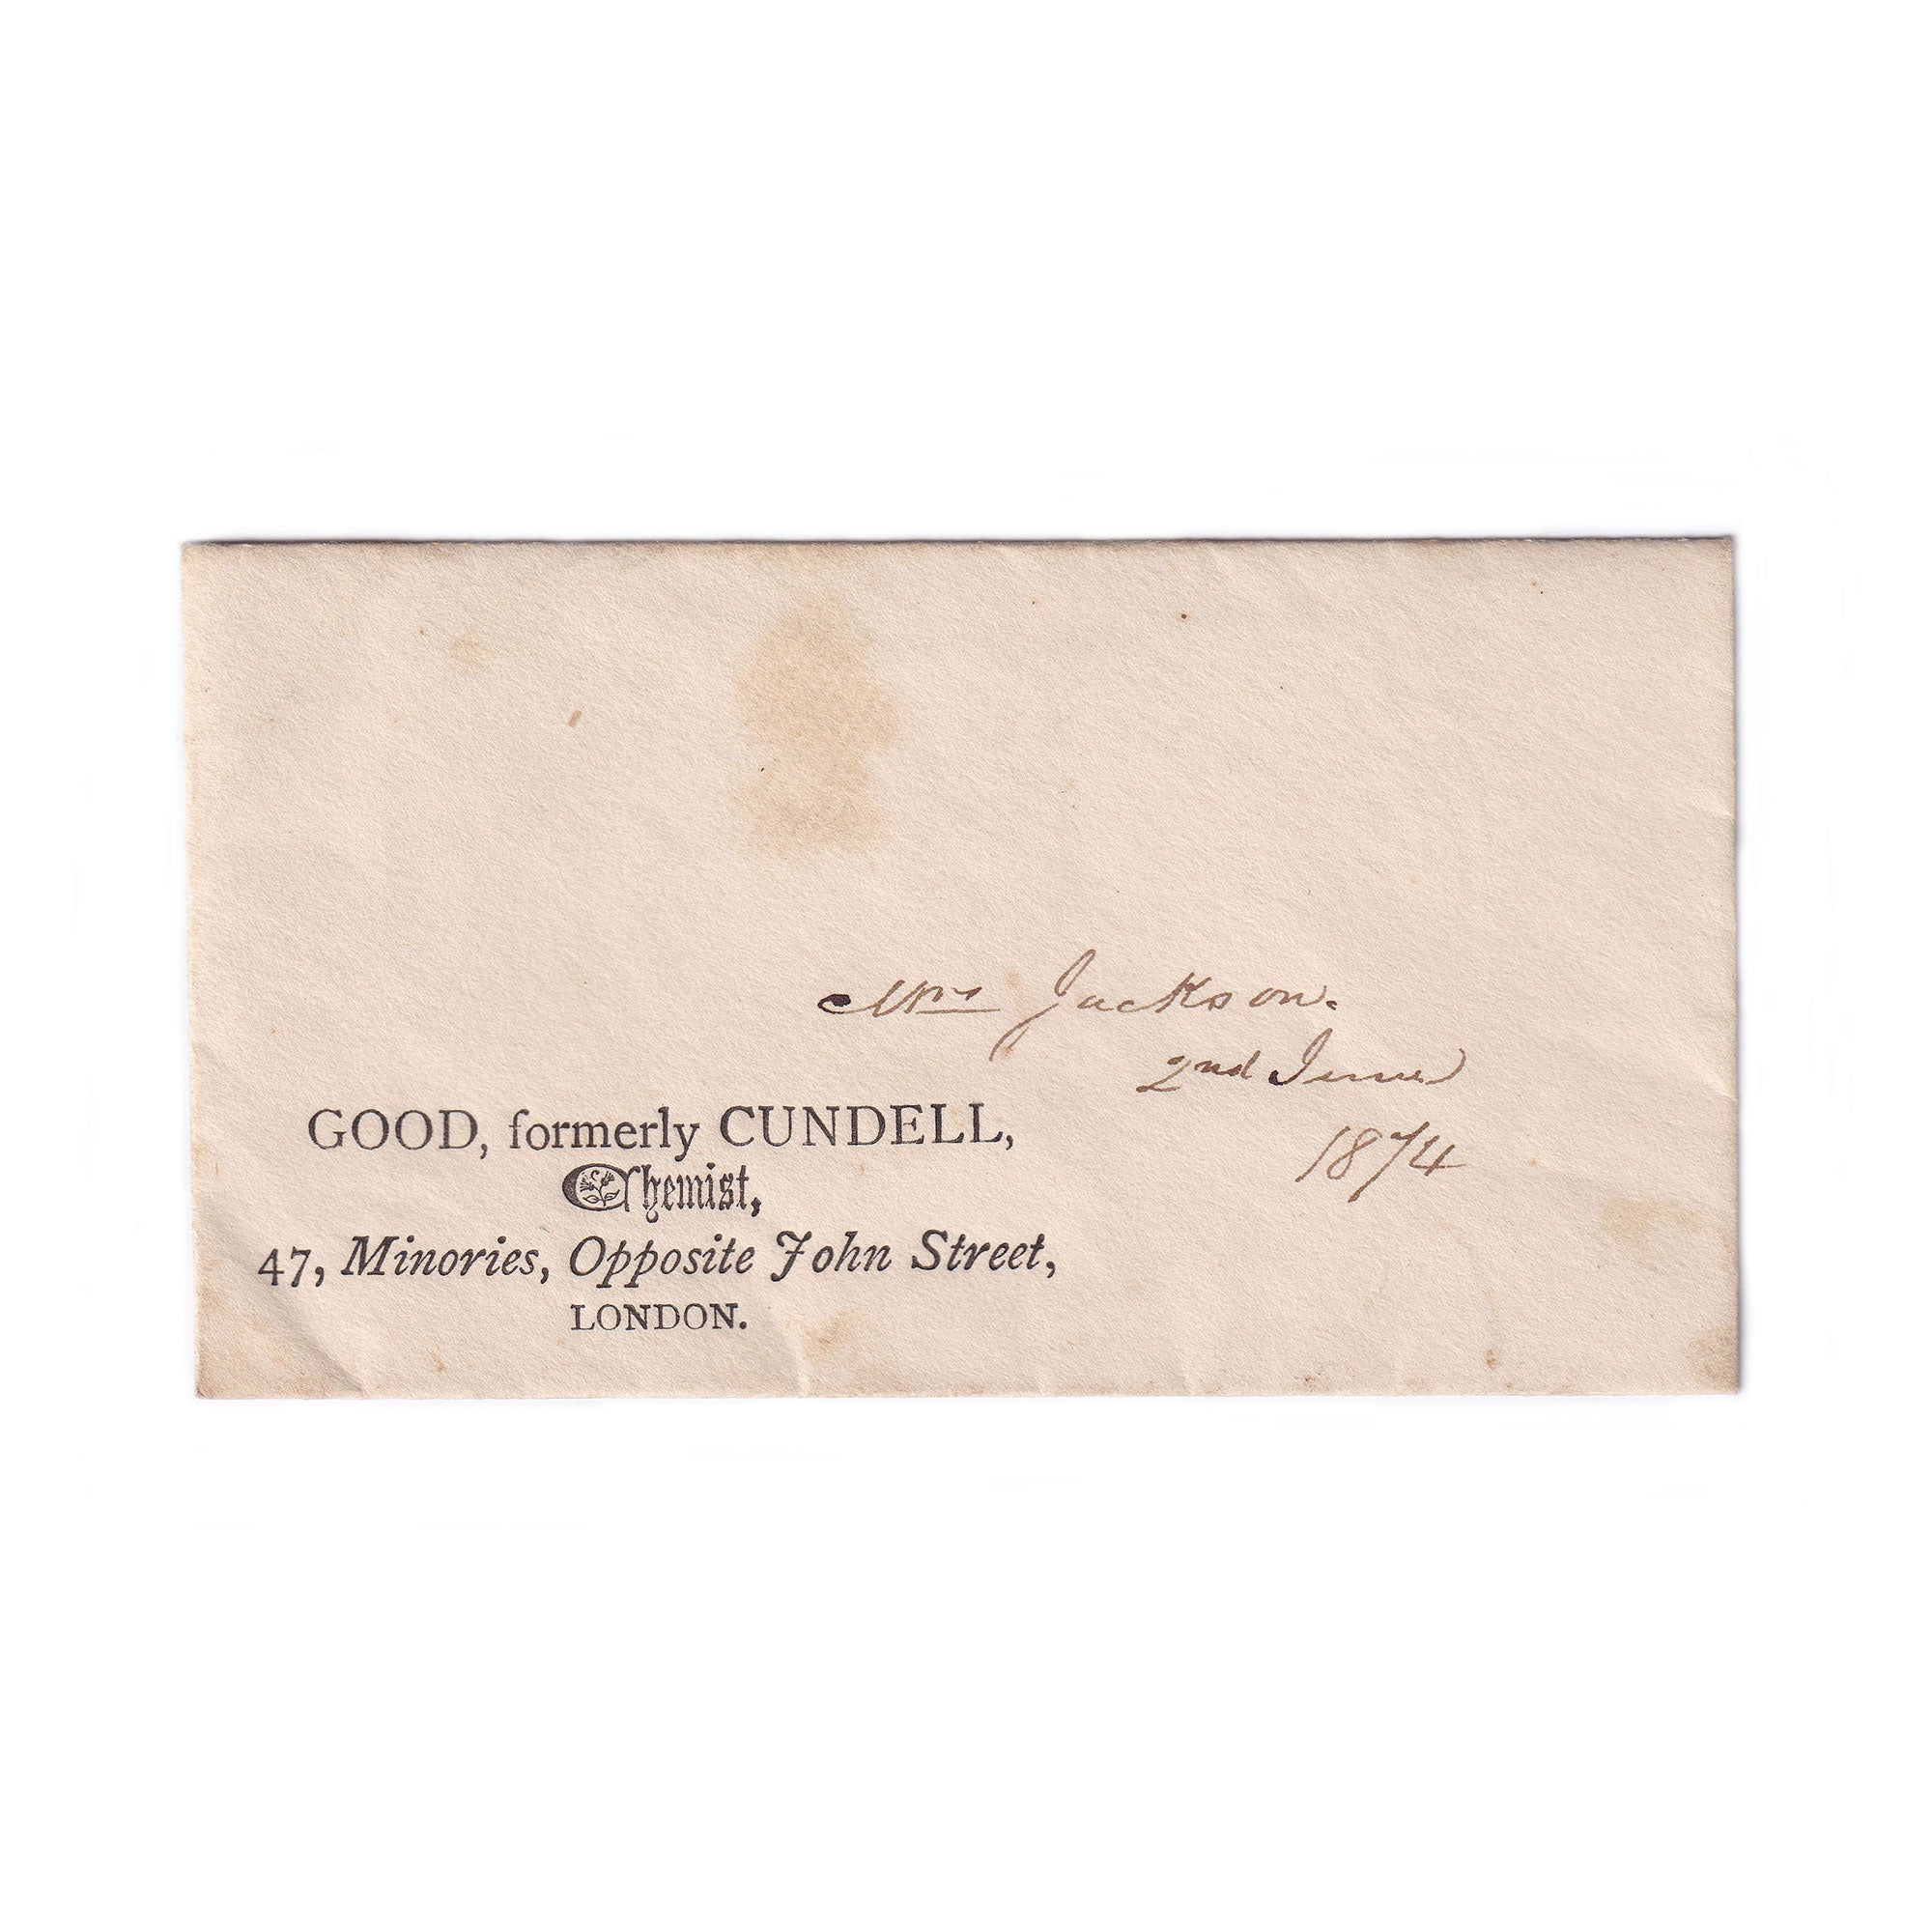 Mrs Jackson.
2nd June
1874
GOOD, formerly CUNDELL,
Chemist,
47, Minories, Opposite John Street,
LONDON.